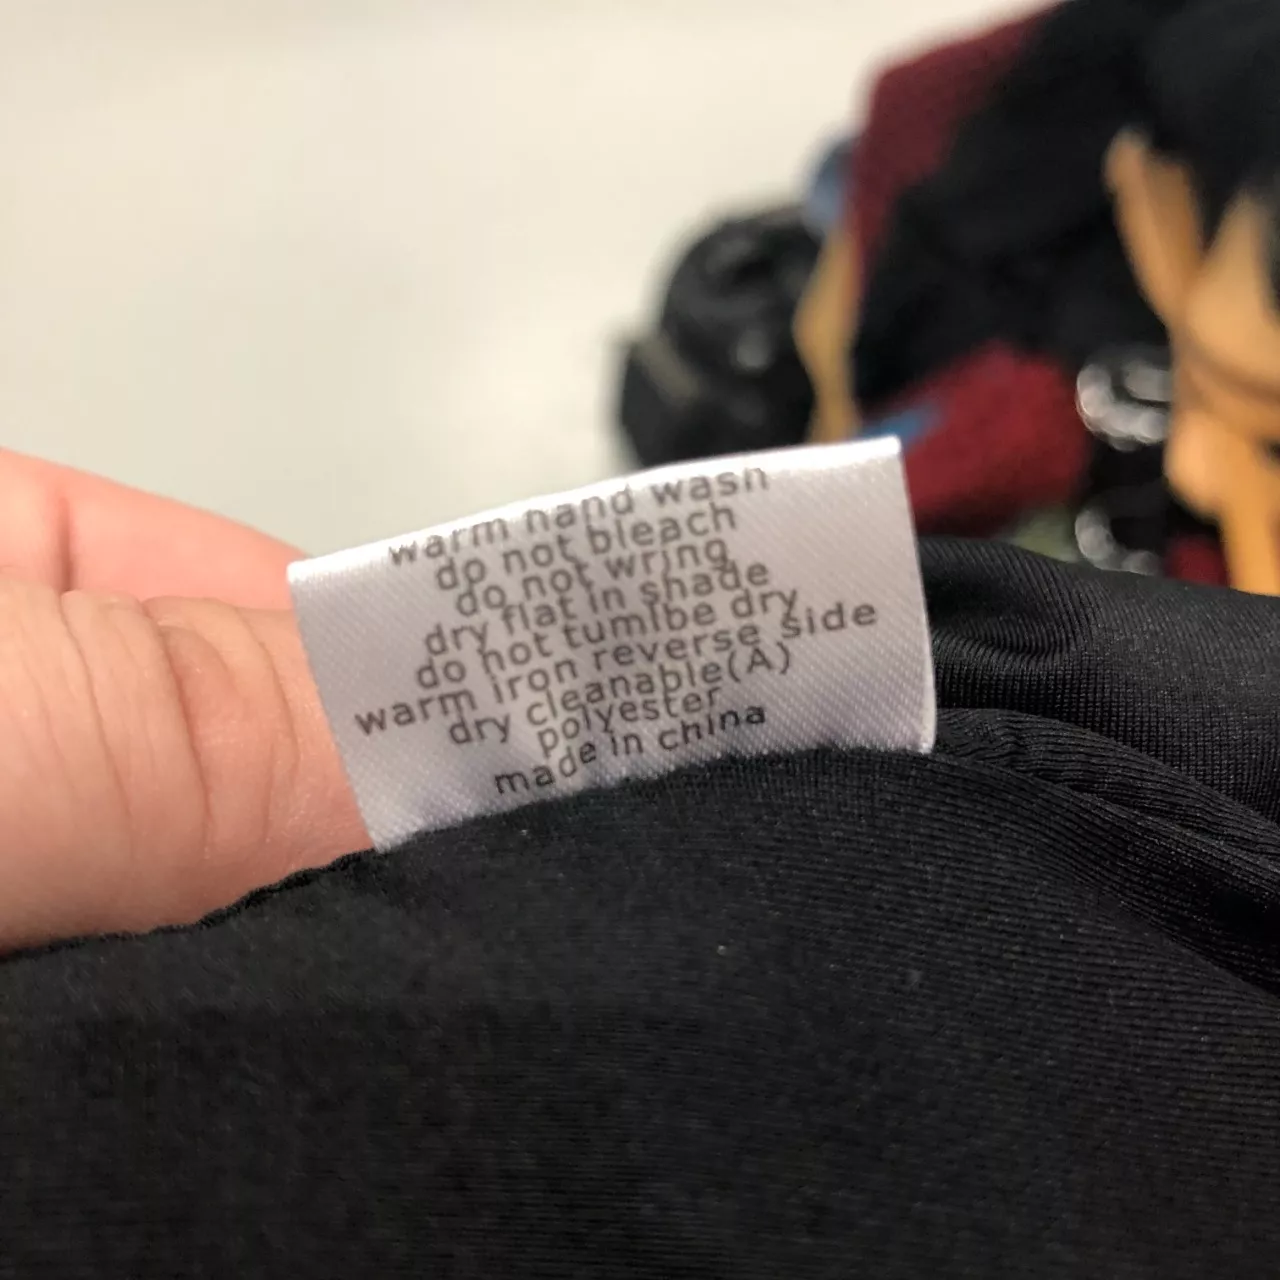 warm hand wash
do not bleach
do not wring
dry flat in shade
do not tumlbe dry
warm iron reverse side
dry cleanable(A)
polyester
made in china